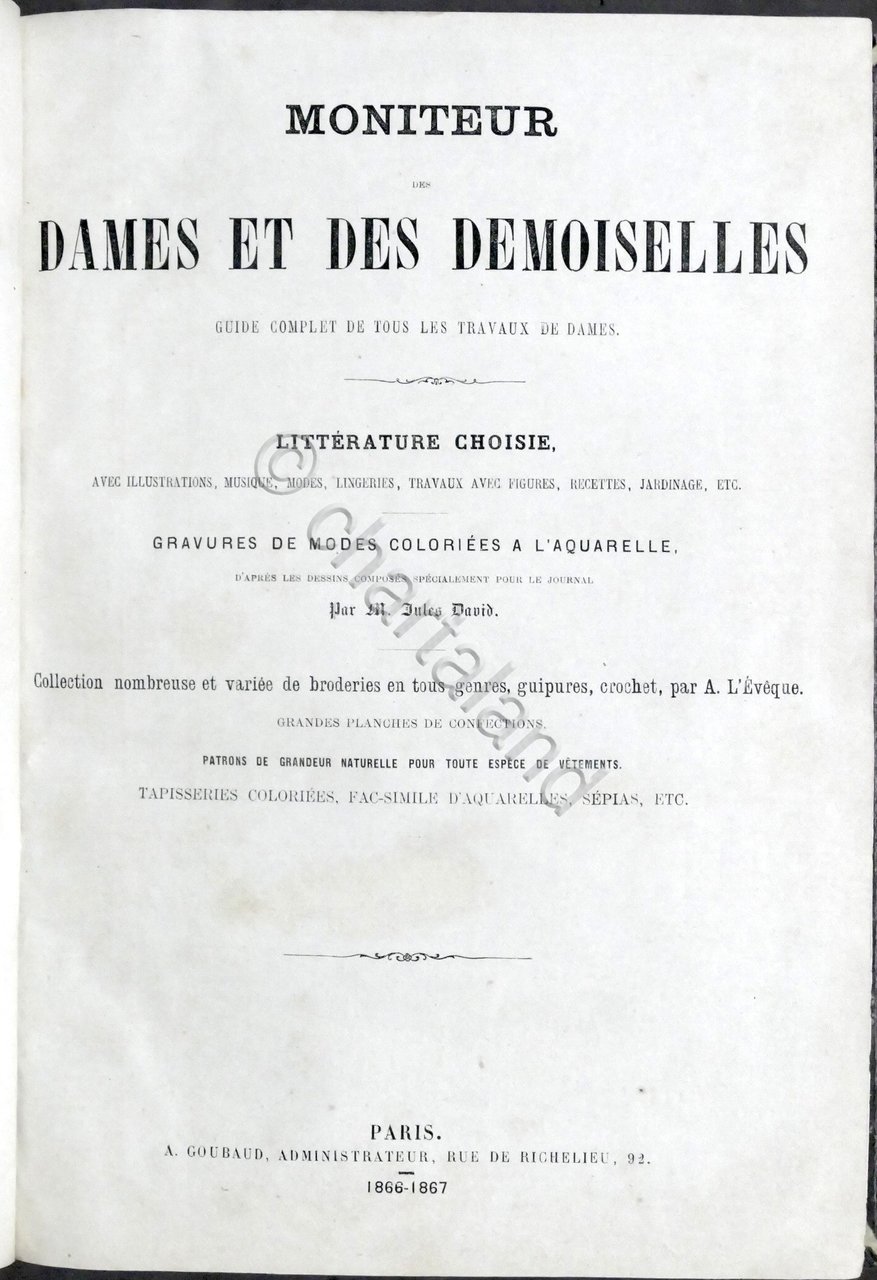 MONITEUR
DES
DAMES ET DES DEMOISELLES
GUIDE COMPLET DE TOUS LES TRAVAUX DE DAMES.
LITTÉRATURE CHOISIE,
AVEC ILLUSTRATIONS, MUSIQUE, MODES, LINGERIES, TRAVAUX AVEC FIGURES, RECETTES, JARDINAGE, ETC.
GRAVURES DE MODES COLORIÉES A L'AQUARELLE,
D'APRÈS LES DESSINS COMPOSÉS SPÉCIALEMENT POUR LE JOURNAL
Par M. Jules David.
Collection nombreuse et variée de broderies en tous genres, guipures, crochet, par A. L'Évêque.
GRANDES PLANCHES DE CONFECTIONS.
PATRONS DE GRANDEUR NATURELLE POUR TOUTE ESPÈCE DE VÊTEMENTS.
TAPISSERIES COLORIÉES, FAC-SIMILE D'AQUARELLES, SÉPIAS, ETC.
PARIS.
A. GOUBAUD, ADMINISTRATEUR, RUE DE RICHELIEU, 92.
1866-1867
© chartaland